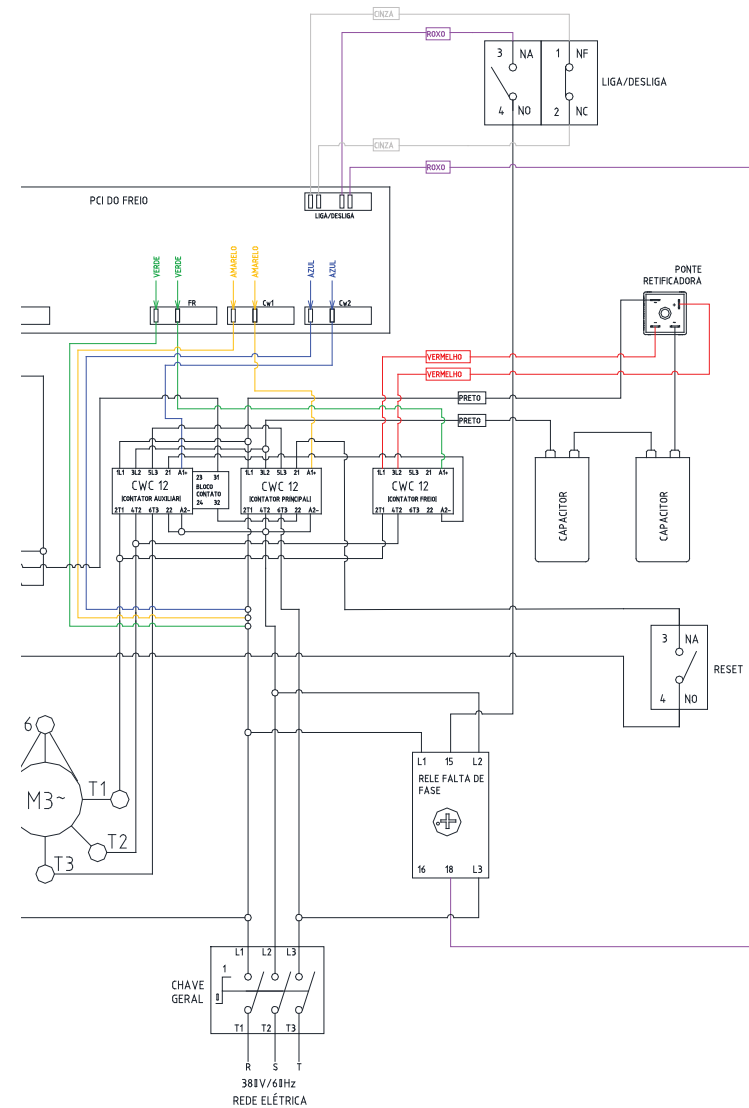 CINZA
ROXO
3 NA
1 NF
LIGA/DESLIGA
4 NO
2 NC
CINZA
ROXO
PCI DO FREIO
LIGA/DESLIGA
VERDE
VERDE
AMARELO
AMARELO
AZUL
AZUL
PONTE
RETIFICADORA
FR
Cw1
Cw2
VERMELHO
VERMELHO
PRETO
PRETO
1L1 3L2 5L3 21 A1+
CWC 12
(CONTATOR AUXILIAR)
2T1 4T2 6T3 22 A2-
23 31
BLOCO
CONTATO
24 32
1L1 3L2 5L3 21 A1+
CWC 12
(CONTATOR PRINCIPAL)
2T1 4T2 6T3 22 A2-
1L1 3L2 5L3 21 A1+
CWC 12
(CONTATOR FREIO)
2T1 4T2 6T3 22 A2-
CAPACITOR
CAPACITOR
3 NA
RESET
4 NO
6
M3~
T1
T2
T3
L1 15 L2
RELE FALTA DE
FASE
16 18 L3
L1 L2 L3
1
CHAVE
GERAL
T1 T2 T3
R S T
380V/60Hz
REDE ELÉTRICA